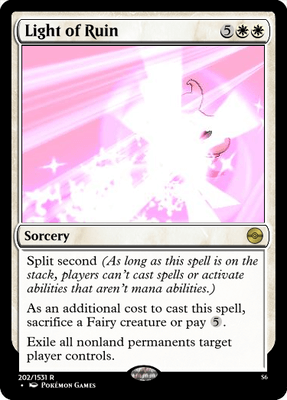 Light of Ruin 5
Sorcery
Split second (As long as this spell is on the
stack, players can't cast spells or activate
abilities that aren't mana abilities.)
As an additional cost to cast this spell,
sacrifice a Fairy creature or pay 5.
Exile all nonland permanents target
player controls.
202/1531 R
• Pokémon Games
S6